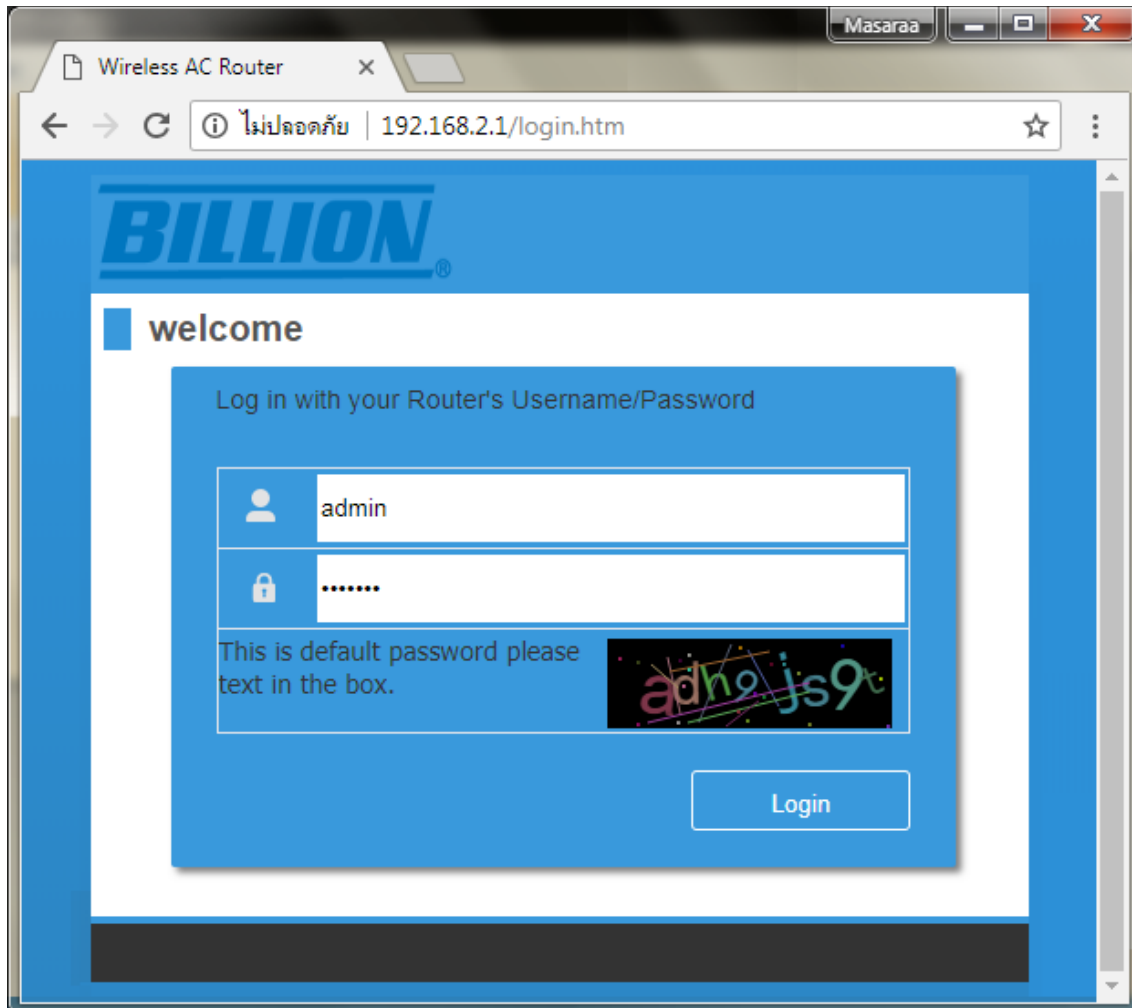 Masaraa
Wireless AC Router
ไม่ปลอดภัย | 192.168.2.1/login.htm
BILLION®
welcome
Log in with your Router's Username/Password
admin
•••••••
This is default password please
text in the box.
Login